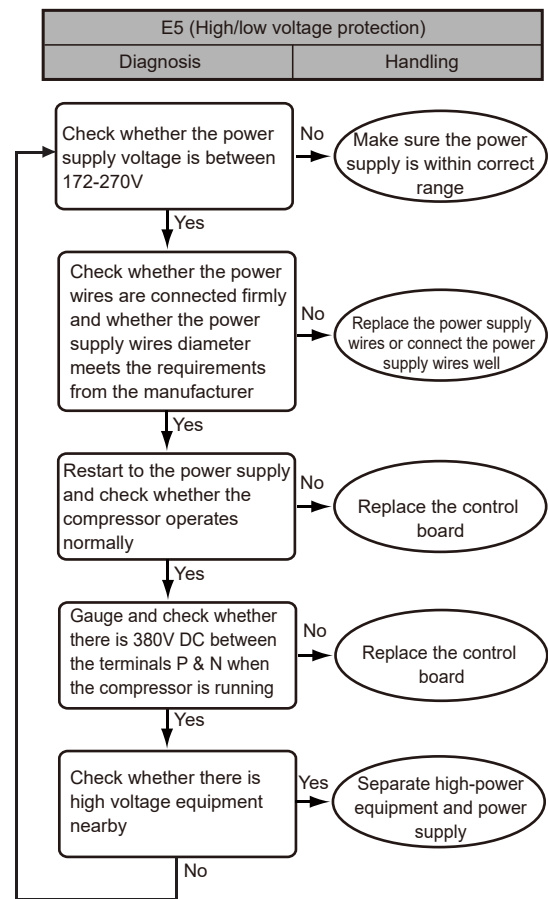 E5 (High/low voltage protection)
Diagnosis
Handling
Check whether the power
supply voltage is between
172-270V
No
Make sure the power
supply is within correct
range
Yes
Check whether the power
wires are connected firmly
and whether the power
supply wires diameter
meets the requirements
from the manufacturer
No
Replace the power supply
wires or connect the power
supply wires well
Yes
Restart to the power supply
and check whether the
compressor operates
normally
No
Replace the control
board
Yes
Gauge and check whether
there is 380V DC between
the terminals P & N when
the compressor is running
No
Replace the control
board
Yes
Check whether there is
high voltage equipment
nearby
Yes
Separate high-power
equipment and power
supply
No